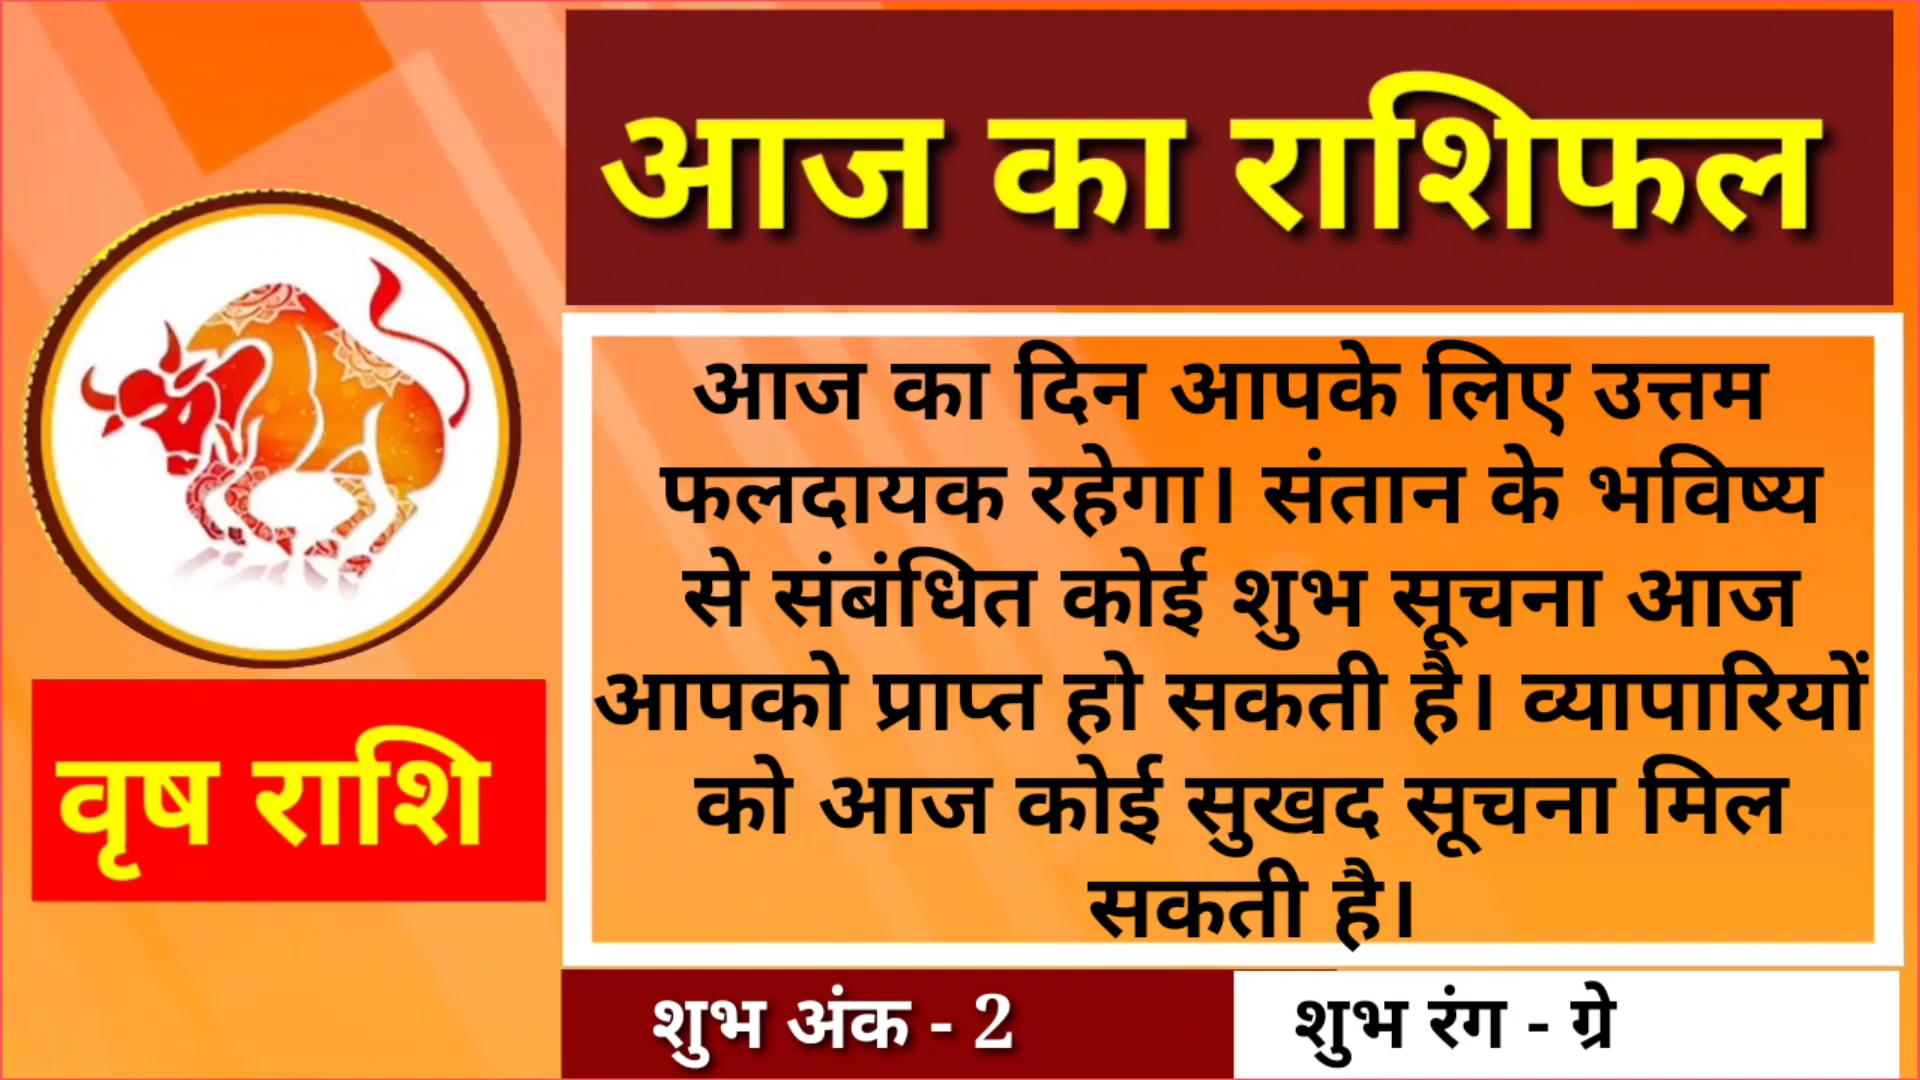 आज का राशिफल
वृष राशि
आज का दिन आपके लिए उत्तम
फलदायक रहेगा। संतान के भविष्य
से संबंधित कोई शुभ सूचना आज
आपको प्राप्त हो सकती है। व्यापारियों
को आज कोई सुखद सूचना मिल
सकती है।
शुभ अंक - 2
शुभ रंग - ग्रे